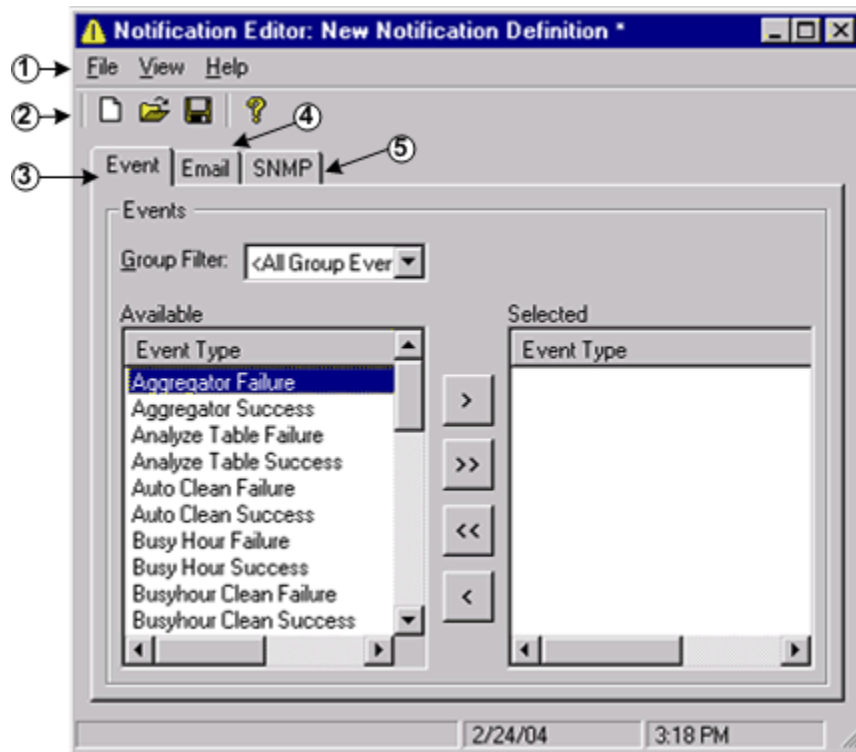 Notification Editor: New Notification Definition *
1 File View Help
2
4
3 Event Email SNMP 5
Events
Group Filter: <All Group Ever
Available Selected
Event Type Event Type
Aggregator Failure
Aggregator Success
Analyze Table Failure
Analyze Table Success
Auto Clean Failure
Auto Clean Success
Busy Hour Failure
Busy Hour Success
Busyhour Clean Failure
Busyhour Clean Success
>
>>
<<
<
2/24/04 3:18 PM